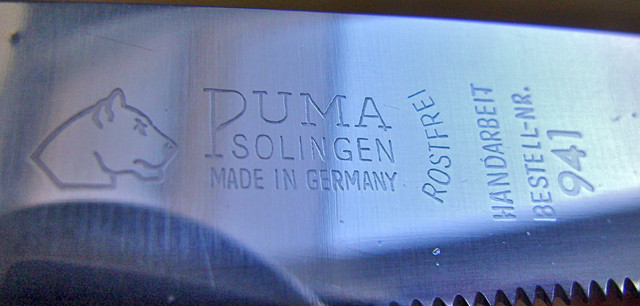 PUMA
SOLINGEN
MADE IN GERMANY
ROSTFREI
HANDARBEIT
BESTELL-NR.
941